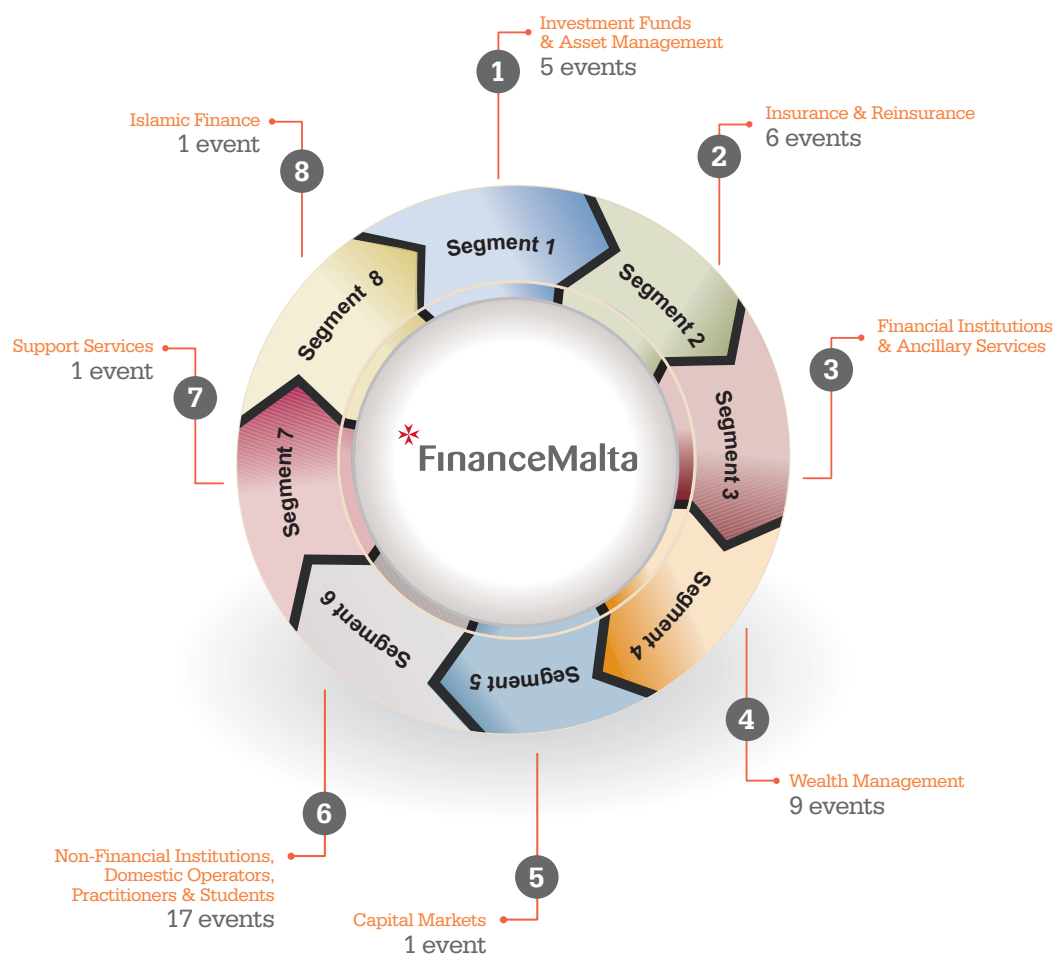 1
Investment Funds
& Asset Management
5 events
2
Insurance & Reinsurance
6 events
3
Financial Institutions
& Ancillary Services
4
Wealth Management
9 events
5
Capital Markets
1 event
6
Non-Financial Institutions,
Domestic Operators,
Practitioners & Students
17 events
7
Support Services
1 event
8
Islamic Finance
1 event
Segment 1
Segment 2
Segment 3
Segment 4
Segment 5
Segment 6
Segment 7
Segment 8
FinanceMalta